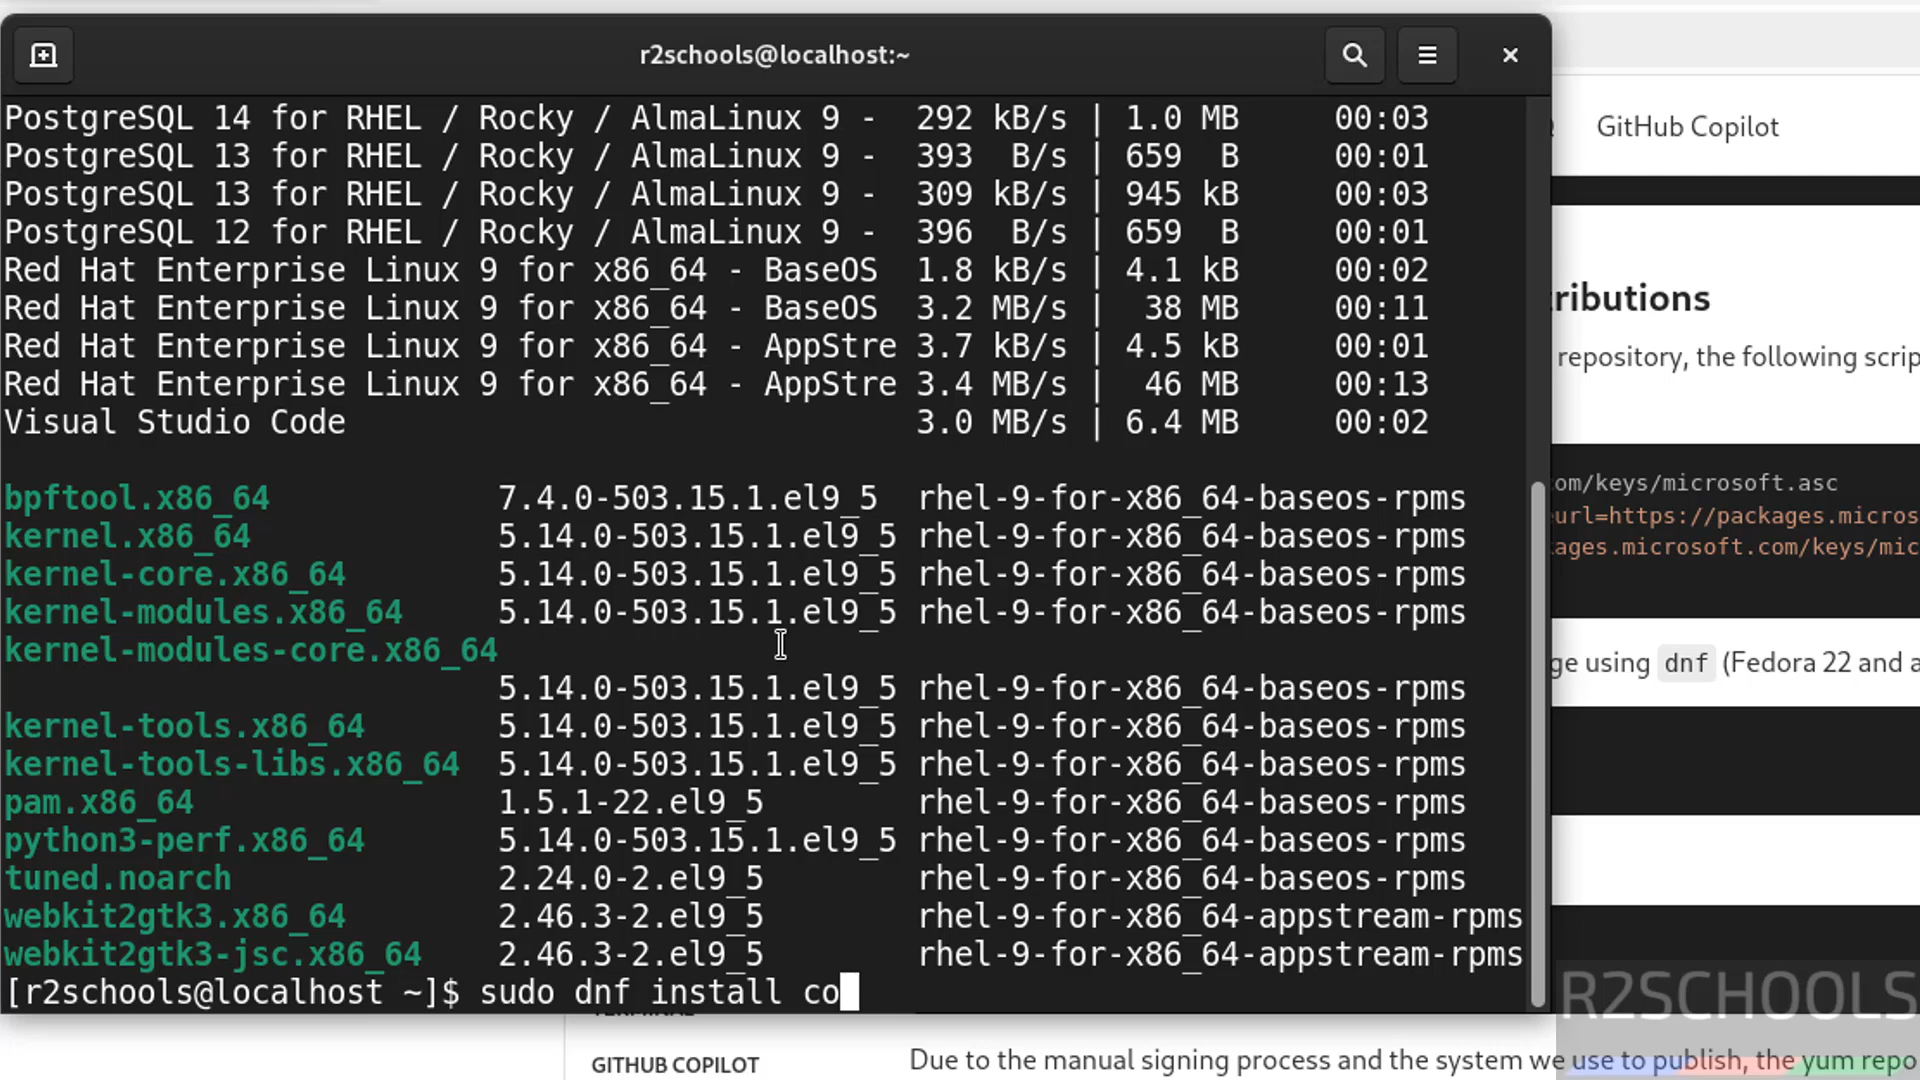 r2schools@localhost:~
PostgreSQL 14 for RHEL / Rocky / AlmaLinux 9 - 292 kB/s | 1.0 MB 00:03
PostgreSQL 13 for RHEL / Rocky / AlmaLinux 9 - 393 B/s | 659 B 00:01
PostgreSQL 13 for RHEL / Rocky / AlmaLinux 9 - 309 kB/s | 945 kB 00:03
PostgreSQL 12 for RHEL / Rocky / AlmaLinux 9 - 396 B/s | 659 B 00:01
Red Hat Enterprise Linux 9 for x86_64 - BaseOS 1.8 kB/s | 4.1 kB 00:02
Red Hat Enterprise Linux 9 for x86_64 - BaseOS 3.2 MB/s | 38 MB 00:11
Red Hat Enterprise Linux 9 for x86_64 - AppStre 3.7 kB/s | 4.5 kB 00:01
Red Hat Enterprise Linux 9 for x86_64 - AppStre 3.4 MB/s | 46 MB 00:13
Visual Studio Code 3.0 MB/s | 6.4 MB 00:02
bpftool.x86_64 7.4.0-503.15.1.el9_5 rhel-9-for-x86_64-baseos-rpms
kernel.x86_64 5.14.0-503.15.1.el9_5 rhel-9-for-x86_64-baseos-rpms
kernel-core.x86_64 5.14.0-503.15.1.el9_5 rhel-9-for-x86_64-baseos-rpms
kernel-modules.x86_64 5.14.0-503.15.1.el9_5 rhel-9-for-x86_64-baseos-rpms
kernel-modules-core.x86_64
5.14.0-503.15.1.el9_5 rhel-9-for-x86_64-baseos-rpms
kernel-tools.x86_64 5.14.0-503.15.1.el9_5 rhel-9-for-x86_64-baseos-rpms
kernel-tools-libs.x86_64 5.14.0-503.15.1.el9_5 rhel-9-for-x86_64-baseos-rpms
pam.x86_64 1.5.1-22.el9_5 rhel-9-for-x86_64-baseos-rpms
python3-perf.x86_64 5.14.0-503.15.1.el9_5 rhel-9-for-x86_64-baseos-rpms
tuned.noarch 2.24.0-2.el9_5 rhel-9-for-x86_64-baseos-rpms
webkit2gtk3.x86_64 2.46.3-2.el9_5 rhel-9-for-x86_64-appstream-rpms
webkit2gtk3-jsc.x86_64 2.46.3-2.el9_5 rhel-9-for-x86_64-appstream-rpms
[r2schools@localhost ~]$ sudo dnf install co
GitHub Copilot
ributions
repository, the following scrip
om/keys/microsoft.asc
url=https://packages.micros
ages.microsoft.com/keys/mic
ge using dnf (Fedora 22 and a
R2SCHOOLS
GITHUB COPILOT
Due to the manual signing process and the system we use to publish, the yum repo